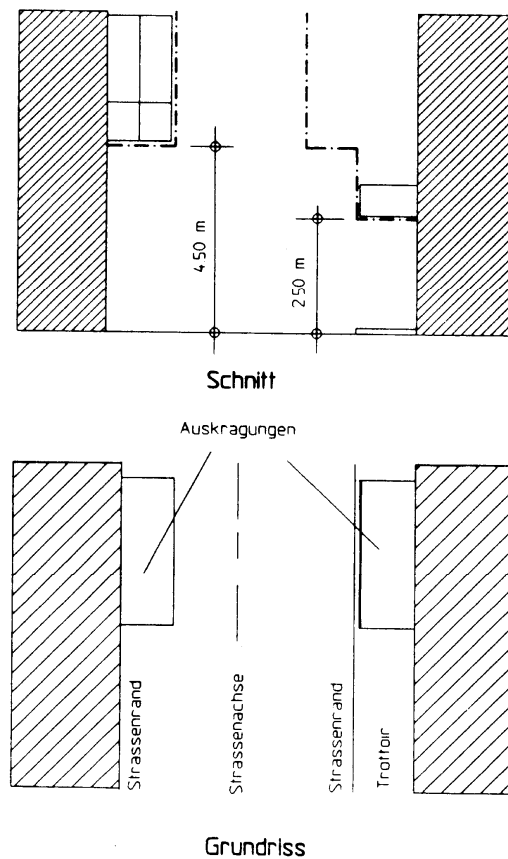 4.50 m
2.50 m
Schnitt
Auskragungen
Strassenrand
Strassenachse
Strassenrand
Trottoir
Grundriss